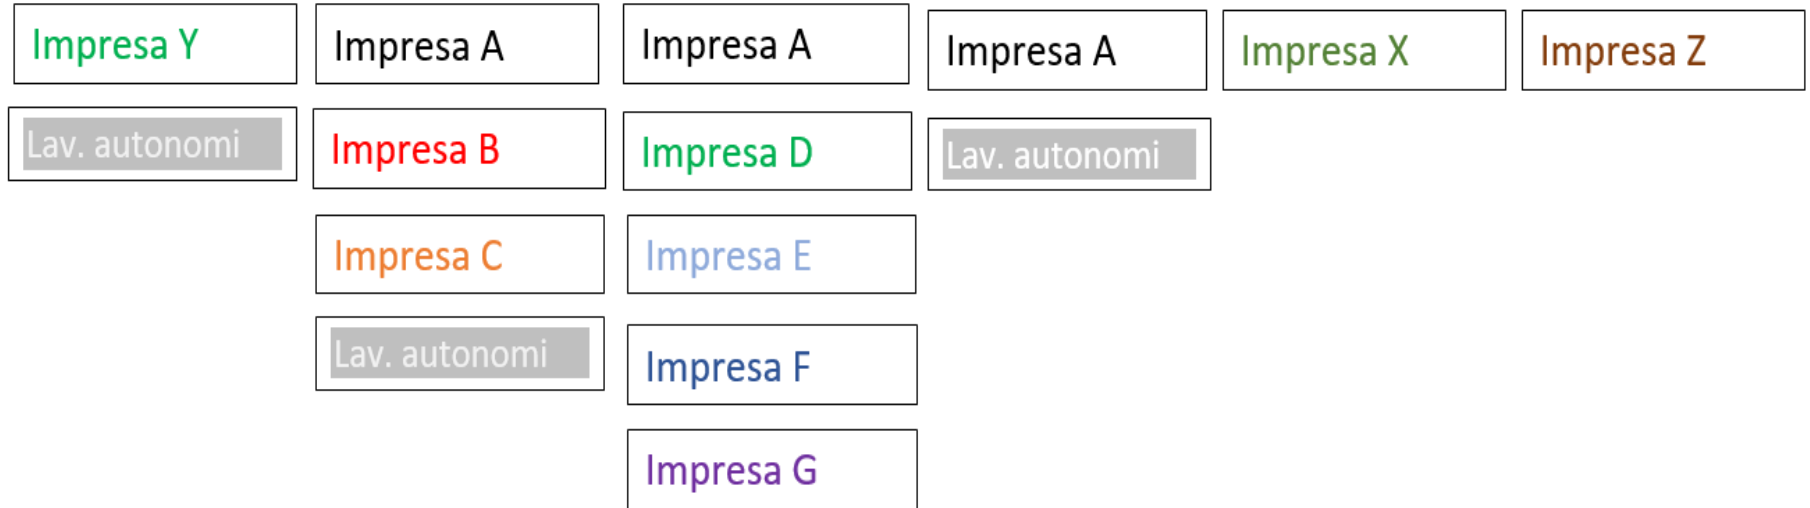 Impresa Y
Impresa A
Impresa A
Impresa A
Impresa X
Impresa Z
Lav. autonomi
Impresa B
Impresa D
Lav. autonomi
Impresa C
Impresa E
Lav. autonomi
Impresa F
Impresa G